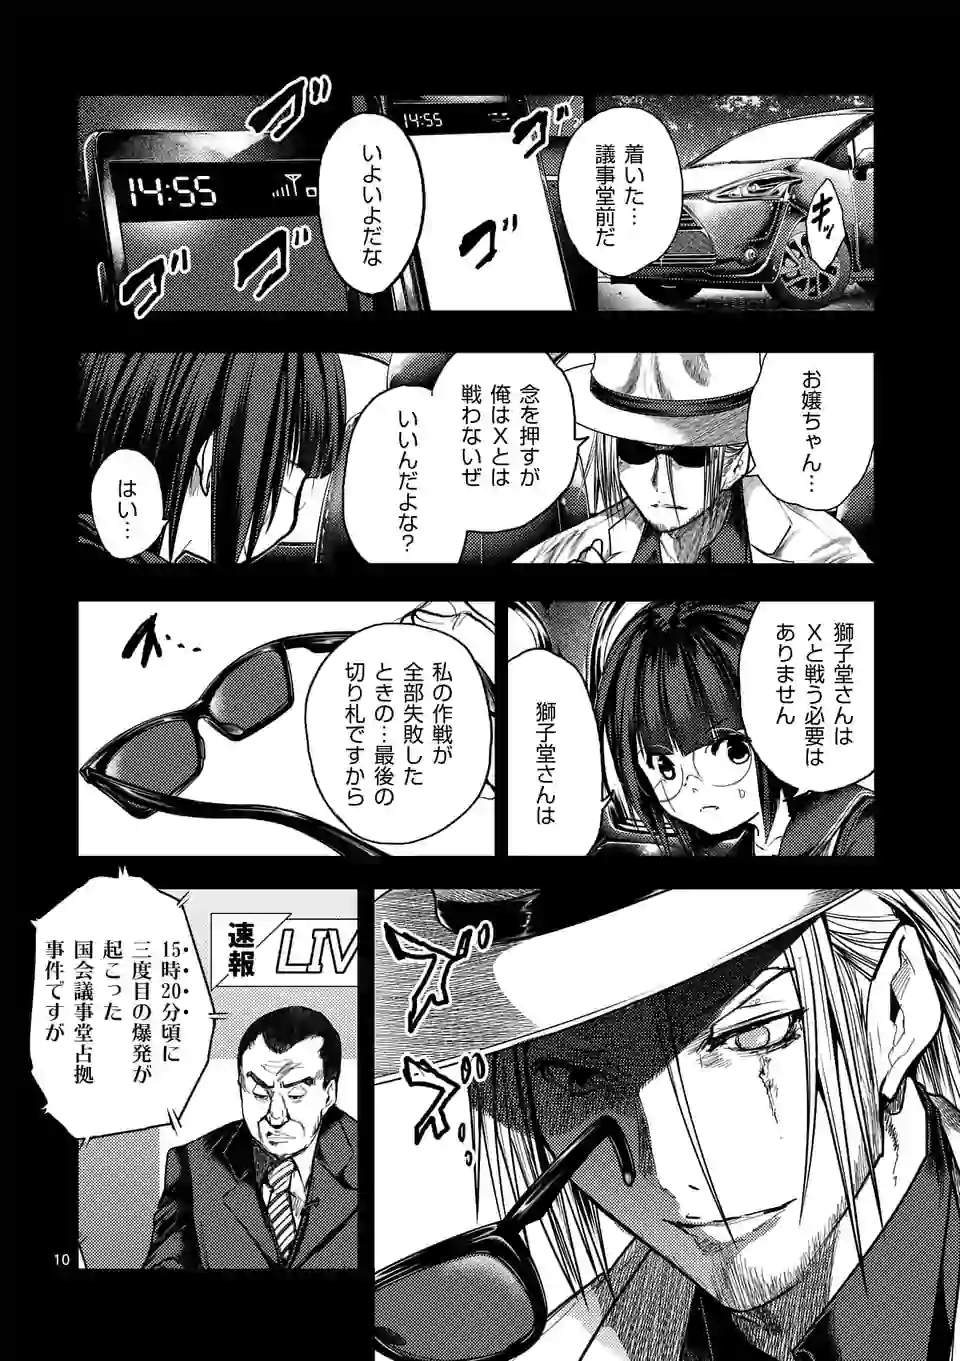 キッ
着いた…
議事堂前だ
14:55
ブブ…
いよいよだな
14:55
ブブ
お嬢ちゃん…
念を押すが
俺はXとは
戦わないぜ
いいんだよな?
はい…
獅子堂さんは
Xと戦う必要は
ありません
獅子堂さんは
私の作戦が
全部失敗した
ときの…最後の
切り札ですから
速報
LIV
15時20分頃に
三度目の爆発が
起こった
国会議事堂占拠
事件ですが
10